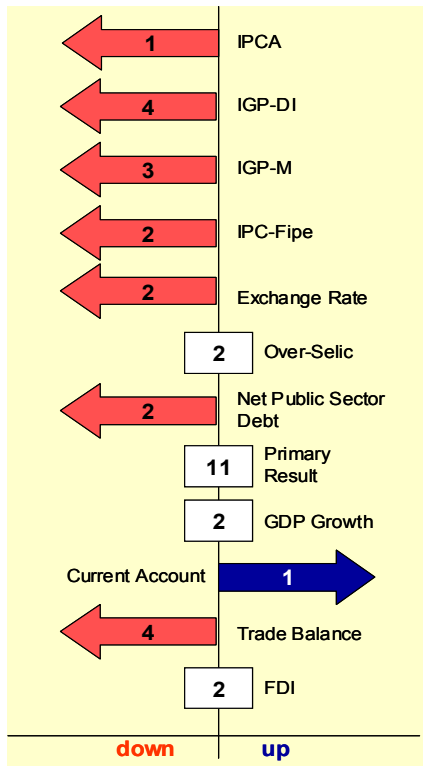 1 IPCA
4 IGP-DI
3 IGP-M
2 IPC-Fipe
2 Exchange Rate
2 Over-Selic
2 Net Public Sector
Debt
11 Primary
Result
2 GDP Growth
Current Account 1
4 Trade Balance
2 FDI
down up